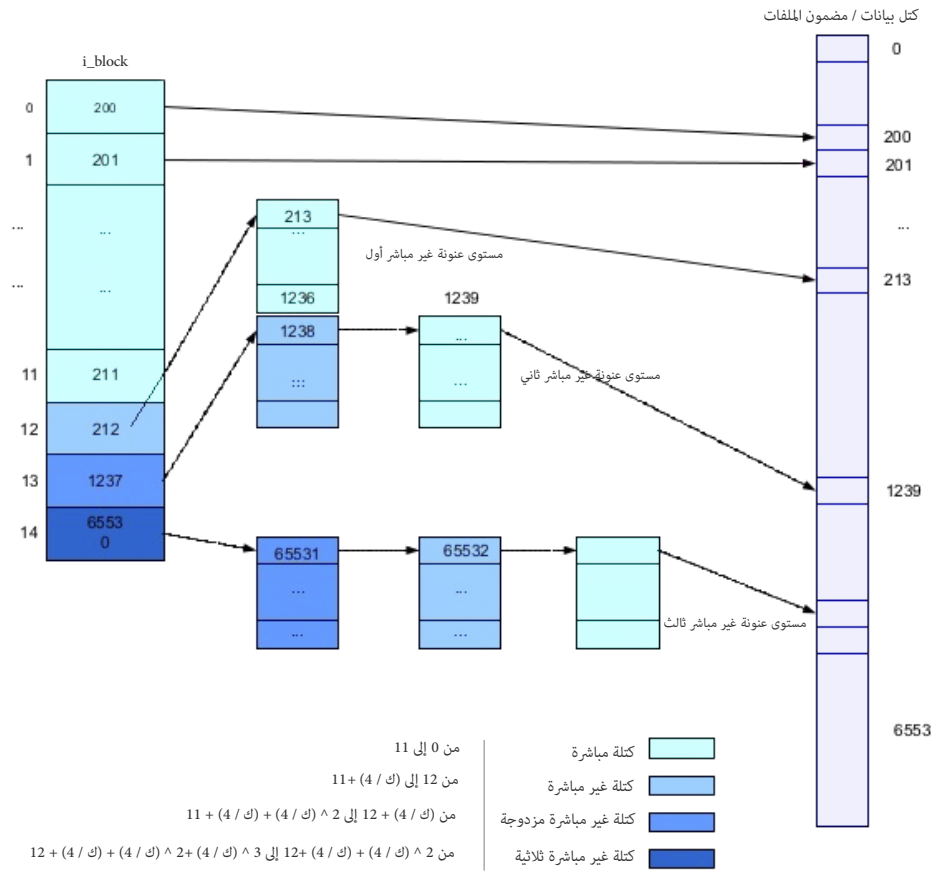 كتل بيانات / مضمون الملفات
i_block
0
200
0
200
1
201
201
...
...
...
213
...
مستوى عنونة غير مباشر أول
...
...
213
1236
1239
1238
...
11
211
:::
...
مستوى عنونة غير مباشر ثاني
12
212
13
1237
1239
14
6553
0
65531
65532
...
...
...
...
مستوى عنونة غير مباشر ثالث
6553
كتلة مباشرة
من 0 إلى 11
كتلة غير مباشرة
من 12 إلى (ك / 4) +11
كتلة غير مباشرة مزدوجة
من (ك / 4) + 12 إلى 2 ^ (ك / 4) + (ك / 4) + 11
كتلة غير مباشرة ثلاثية
من 2 ^ (ك / 4) + (ك / 4) +12 إلى 3 ^ (ك / 4) +2 ^ (ك / 4) + (ك / 4) + 12